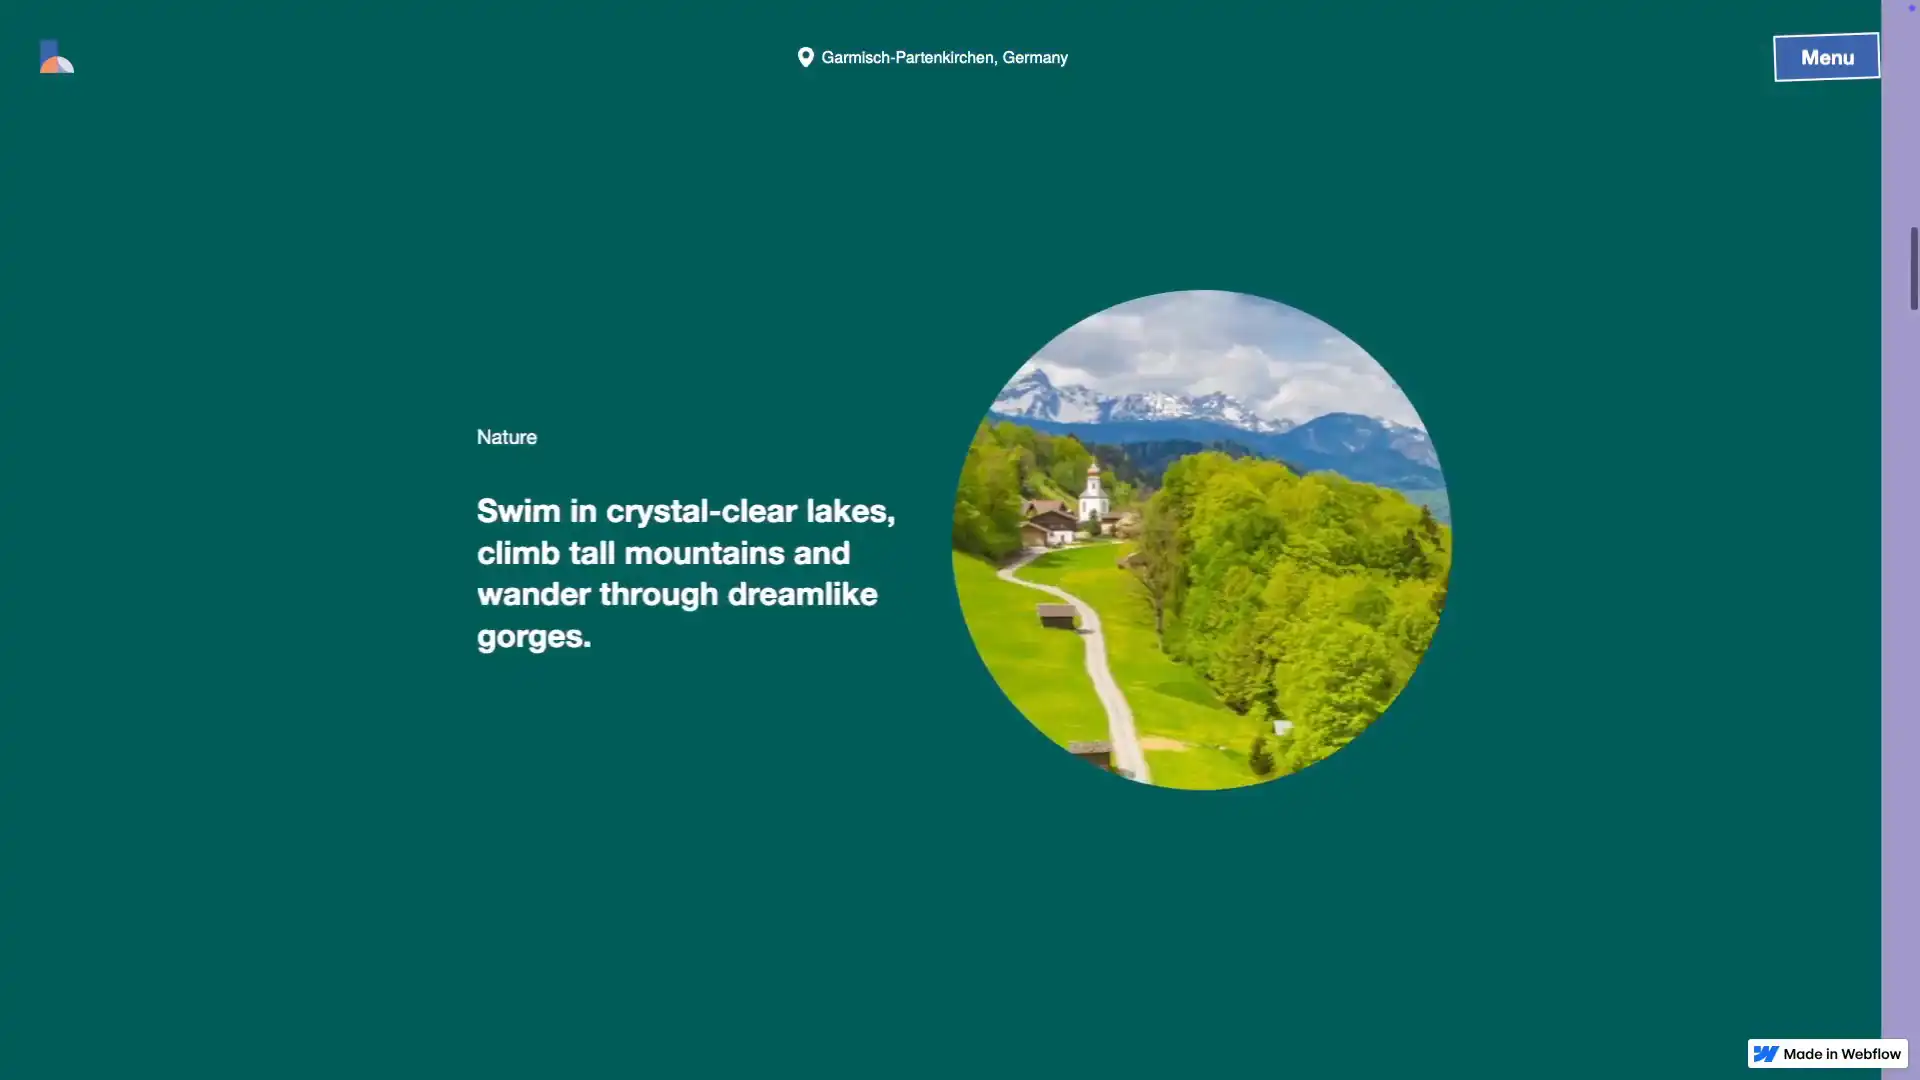 Garmisch-Partenkirchen, Germany
Menu
Nature
Swim in crystal-clear lakes,
climb tall mountains and
wander through dreamlike
gorges.
Made in Webflow